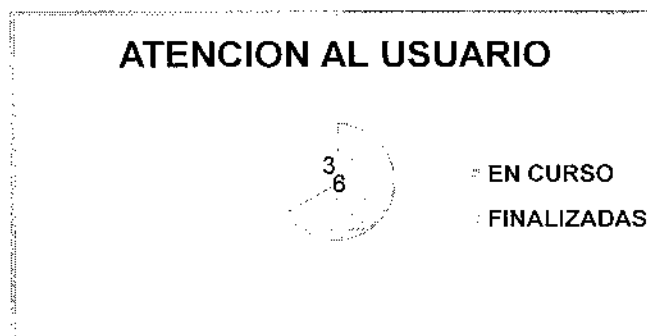 ATENCION AL USUARIO
3
6
EN CURSO
FINALIZADAS